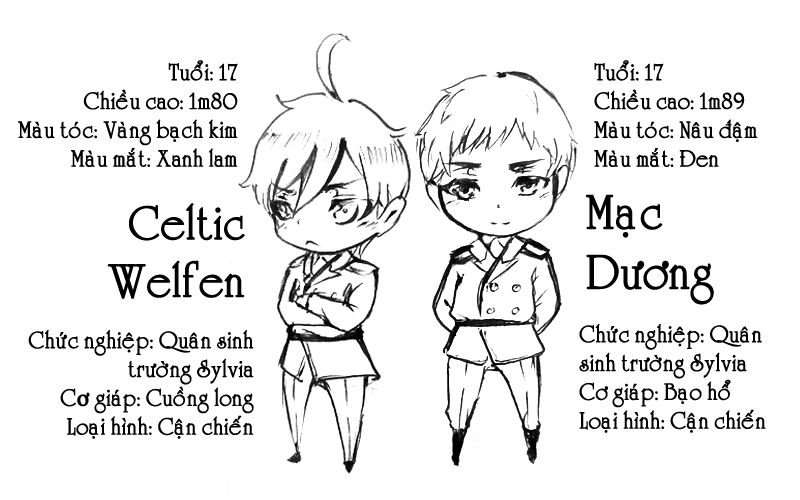 Tuổi: 17
Chiều cao: 1m80
Màu tóc: Vàng bạch kim
Màu mắt: Xanh lam
Celtic
Welfen
Chức nghiệp: Quân sinh
trường Sylvia
Cơ giáp: Cuồng long
Loại hình: Cận chiến
Tuổi: 17
Chiều cao: 1m89
Màu tóc: Nâu đậm
Màu mắt: Đen
Mạc
Dương
Chức nghiệp: Quân
sinh trường Sylvia
Cơ giáp: Bạo hổ
Loại hình: Cận chiến